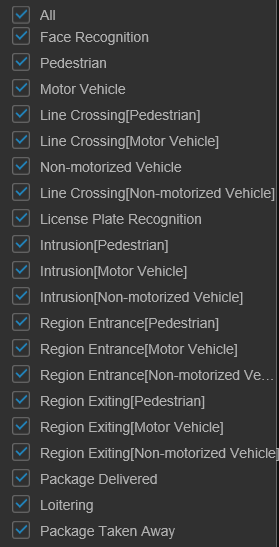 All
Face Recognition
Pedestrian
Motor Vehicle
Line Crossing[Pedestrian]
Line Crossing[Motor Vehicle]
Non-motorized Vehicle
Line Crossing[Non-motorized Vehicle]
License Plate Recognition
Intrusion[Pedestrian]
Intrusion[Motor Vehicle]
Intrusion[Non-motorized Vehicle]
Region Entrance[Pedestrian]
Region Entrance[Motor Vehicle]
Region Entrance[Non-motorized Ve...
Region Exiting[Pedestrian]
Region Exiting[Motor Vehicle]
Region Exiting[Non-motorized Vehicle]
Package Delivered
Loitering
Package Taken Away